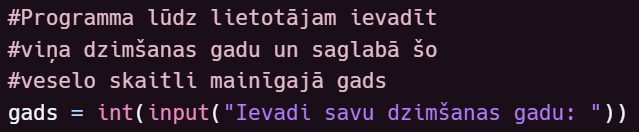 #Programma lūdz lietotājam ievadīt
#viņa dzimšanas gadu un saglabā šo
#veselo skaitli mainīgajā gads
gads = int(input("Ievadi savu dzimšanas gadu: "))